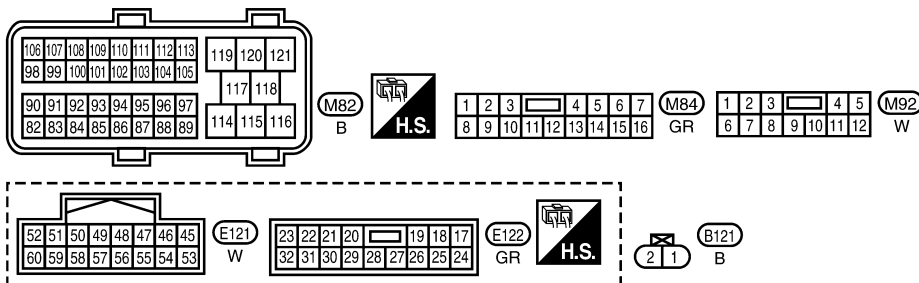 106 107 108 109 110 111 112 113
98 99 100 101 102 103 104 105
119 120 121
117 118
90 91 92 93 94 95 96 97
82 83 84 85 86 87 88 89
114 115 116
M82
B
H.S.
1 2 3 4 5 6 7
8 9 10 11 12 13 14 15 16
M84
GR
1 2 3 4 5
6 7 8 9 10 11 12
M92
W
52 51 50 49 48 47 46 45
60 59 58 57 56 55 54 53
E121
W
23 22 21 20 19 18 17
32 31 30 29 28 27 26 25 24
E122
GR
H.S.
2 1
B121
B